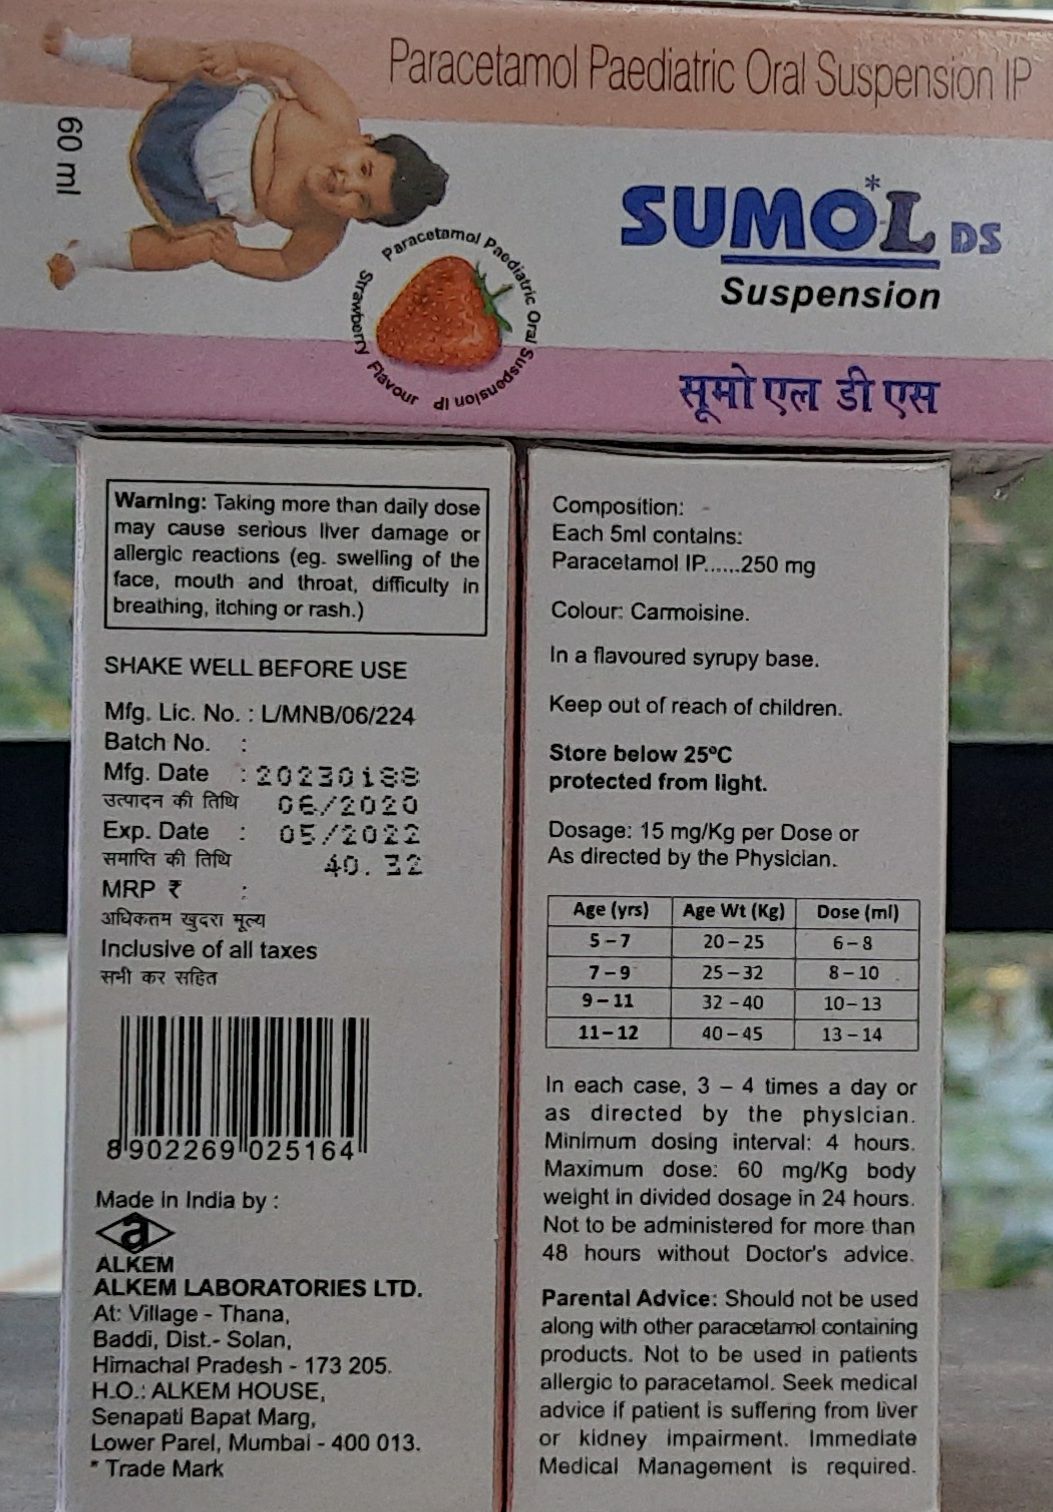 Paracetamol Paediatric Oral Suspension IP
60 ml
SUMO*L DS
Suspension
Paracetamol Paediatric Oral Suspension IP
Strawberry Flavour
सूमो एल डी एस
Warning: Taking more than daily dose
may cause serious liver damage or
allergic reactions (eg. swelling of the
face, mouth and throat, difficulty in
breathing, itching or rash.)
SHAKE WELL BEFORE USE
Mfg. Lic. No. : L/MNB/06/224
Batch No. :
Mfg. Date : 20230188
उत्पादन की तिथि 06/2020
Exp. Date : 05/2022
समाप्ति की तिथि 40.32
MRP ₹ :
अधिकतम खुदरा मूल्य
Inclusive of all taxes
सभी कर सहित
8 902269 025164
Made in India by :
a
ALKEM
ALKEM LABORATORIES LTD.
At: Village - Thana,
Baddi, Dist.- Solan,
Himachal Pradesh - 173 205.
H.O.: ALKEM HOUSE,
Senapati Bapat Marg,
Lower Parel, Mumbai - 400 013.
* Trade Mark
Composition:
Each 5ml contains:
Paracetamol IP......250 mg
Colour: Carmoisine.
In a flavoured syrupy base.
Keep out of reach of children.
Store below 25ºC
protected from light.
Dosage: 15 mg/Kg per Dose or
As directed by the Physician.
Age (yrs) Age Wt (Kg) Dose (ml)
5 – 7 20 – 25 6 – 8
7 – 9 25 – 32 8 – 10
9 – 11 32 – 40 10 – 13
11 – 12 40 – 45 13 – 14
In each case, 3 – 4 times a day or
as directed by the physician.
Minimum dosing interval: 4 hours.
Maximum dose: 60 mg/Kg body
weight in divided dosage in 24 hours.
Not to be administered for more than
48 hours without Doctor's advice.
Parental Advice: Should not be used
along with other paracetamol containing
products. Not to be used in patients
allergic to paracetamol. Seek medical
advice if patient is suffering from liver
or kidney impairment. Immediate
Medical Management is required.